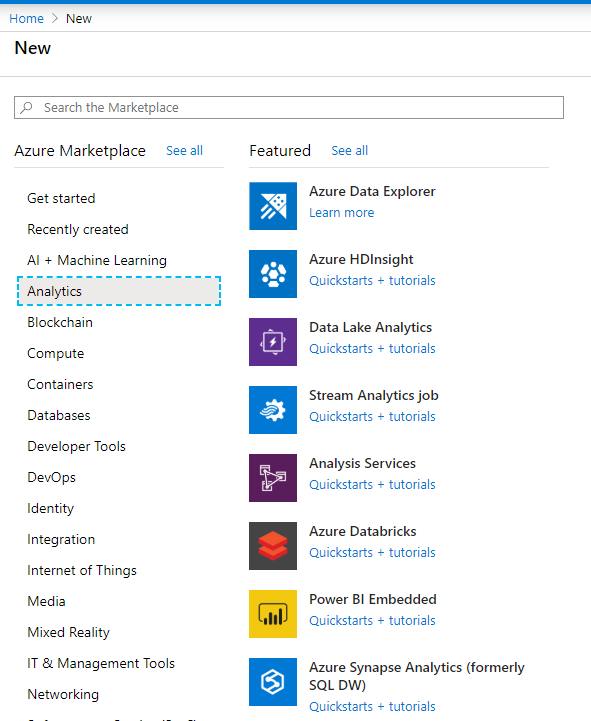 Home > New
New
Search the Marketplace
Azure Marketplace See all
Get started
Recently created
AI + Machine Learning
Analytics
Blockchain
Compute
Containers
Databases
Developer Tools
DevOps
Identity
Integration
Internet of Things
Media
Mixed Reality
IT & Management Tools
Networking
Featured See all
Azure Data Explorer
Learn more
Azure HDInsight
Quickstarts + tutorials
Data Lake Analytics
Quickstarts + tutorials
Stream Analytics job
Quickstarts + tutorials
Analysis Services
Quickstarts + tutorials
Azure Databricks
Quickstarts + tutorials
Power BI Embedded
Quickstarts + tutorials
Azure Synapse Analytics (formerly
SQL DW)
Quickstarts + tutorials